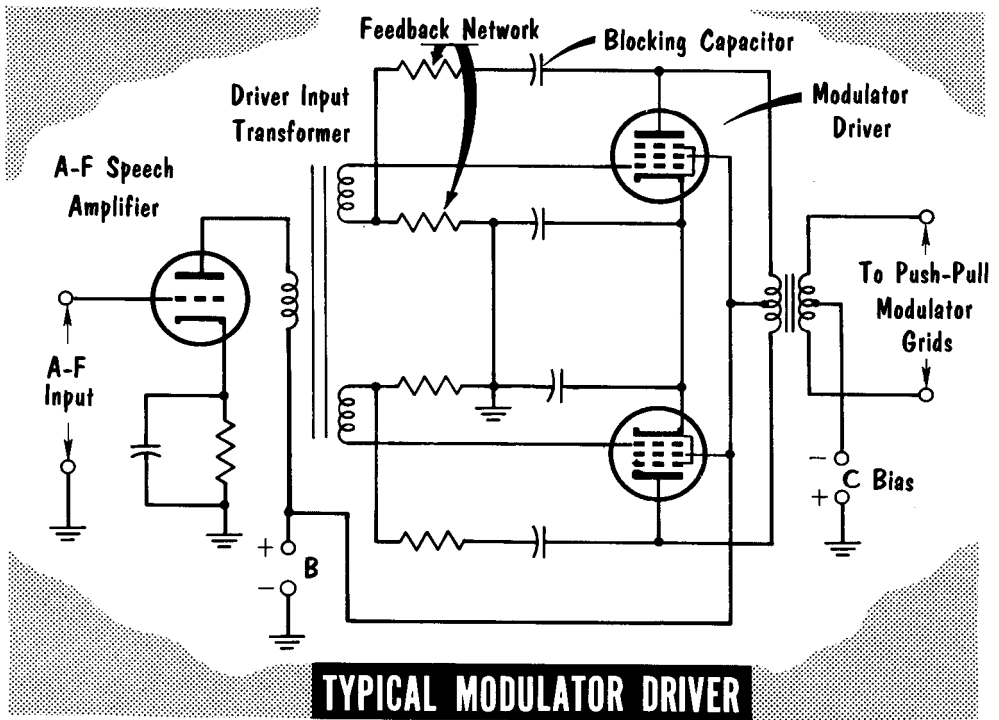 Feedback Network
Blocking Capacitor
Driver Input
Transformer
Modulator
Driver
A-F Speech
Amplifier
To Push-Pull
Modulator
Grids
A-F
Input
−
C Bias
+
+
B
−
TYPICAL MODULATOR DRIVER